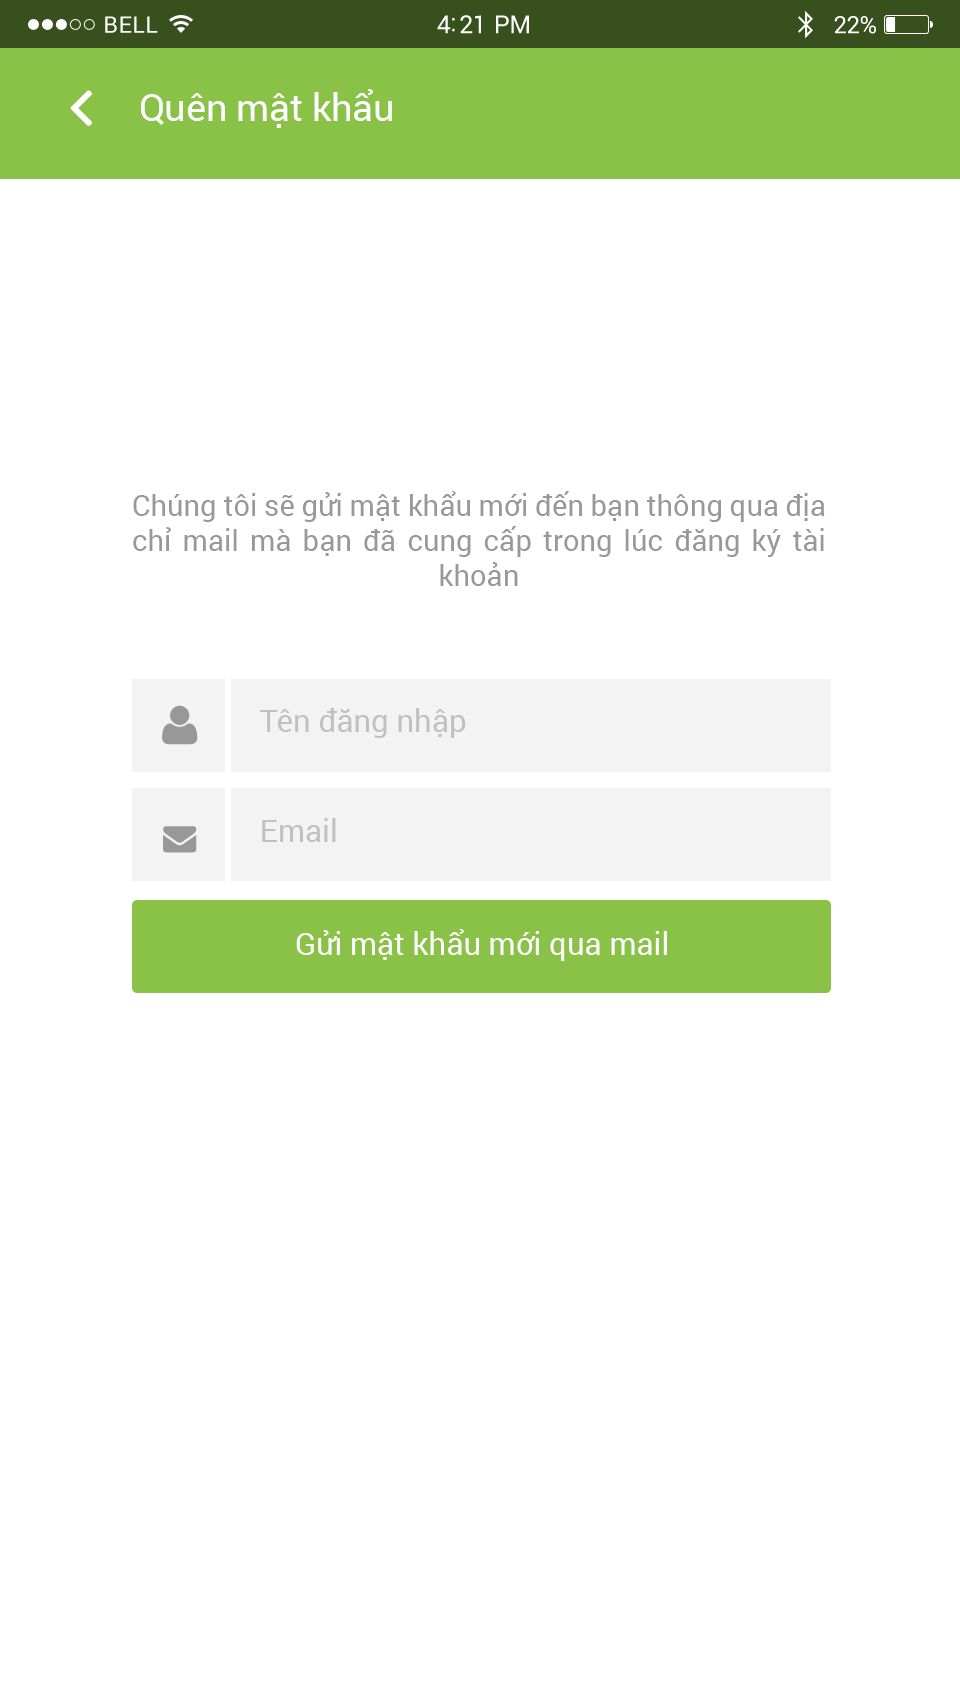 BELL 4:21 PM 22%
Quên mật khẩu
Chúng tôi sẽ gửi mật khẩu mới đến bạn thông qua địa
chỉ mail mà bạn đã cung cấp trong lúc đăng ký tài
khoản
Tên đăng nhập
Email
Gửi mật khẩu mới qua mail